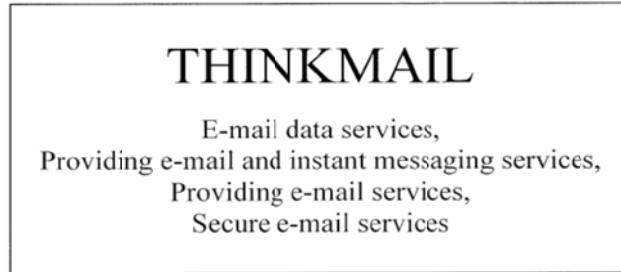 THINKMAIL
E-mail data services,
Providing e-mail and instant messaging services,
Providing e-mail services,
Secure e-mail services